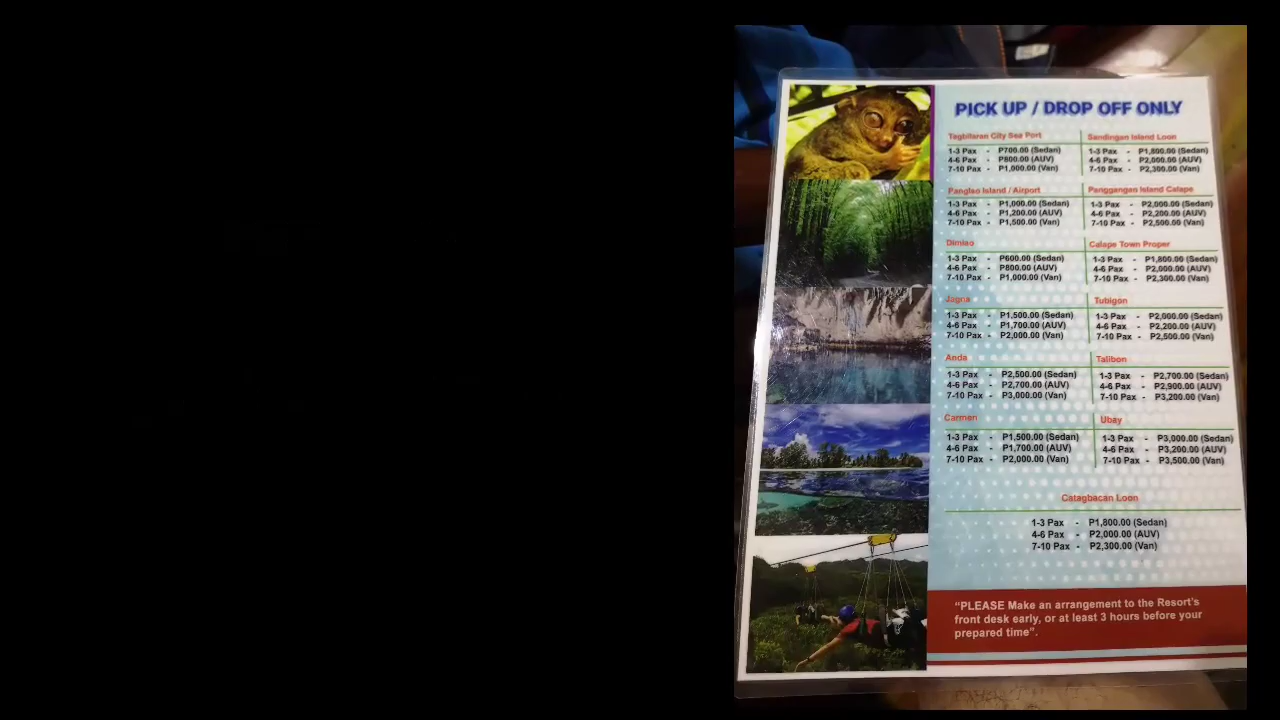 PICK UP / DROP OFF ONLY
Tagbilaran City Sea Port
1-3 Pax - P700.00 (Sedan)
4-6 Pax - P800.00 (AUV)
7-10 Pax - P1,000.00 (Van)
Sandingan Island Loon
1-3 Pax - P1,800.00 (Sedan)
4-6 Pax - P2,000.00 (AUV)
7-10 Pax - P2,300.00 (Van)
Panglao Island / Airport
1-3 Pax - P1,000.00 (Sedan)
4-6 Pax - P1,200.00 (AUV)
7-10 Pax - P1,500.00 (Van)
Panggangan Island Calape
1-3 Pax - P2,000.00 (Sedan)
4-6 Pax - P2,200.00 (AUV)
7-10 Pax - P2,500.00 (Van)
Dimiao
1-3 Pax - P600.00 (Sedan)
4-6 Pax - P800.00 (AUV)
7-10 Pax - P1,000.00 (Van)
Calape Town Proper
1-3 Pax - P1,800.00 (Sedan)
4-6 Pax - P2,000.00 (AUV)
7-10 Pax - P2,300.00 (Van)
Jagna
1-3 Pax - P1,500.00 (Sedan)
4-6 Pax - P1,700.00 (AUV)
7-10 Pax - P2,000.00 (Van)
Tubigon
1-3 Pax - P2,000.00 (Sedan)
4-6 Pax - P2,200.00 (AUV)
7-10 Pax - P2,500.00 (Van)
Anda
1-3 Pax - P2,500.00 (Sedan)
4-6 Pax - P2,700.00 (AUV)
7-10 Pax - P3,000.00 (Van)
Talibon
1-3 Pax - P2,700.00 (Sedan)
4-6 Pax - P2,900.00 (AUV)
7-10 Pax - P3,200.00 (Van)
Carmen
1-3 Pax - P1,500.00 (Sedan)
4-6 Pax - P1,700.00 (AUV)
7-10 Pax - P2,000.00 (Van)
Ubay
1-3 Pax - P3,000.00 (Sedan)
4-6 Pax - P3,200.00 (AUV)
7-10 Pax - P3,500.00 (Van)
Catagbacan Loon
1-3 Pax - P1,800.00 (Sedan)
4-6 Pax - P2,000.00 (AUV)
7-10 Pax - P2,300.00 (Van)
“PLEASE Make an arrangement to the Resort's
front desk early, or at least 3 hours before your
prepared time”.